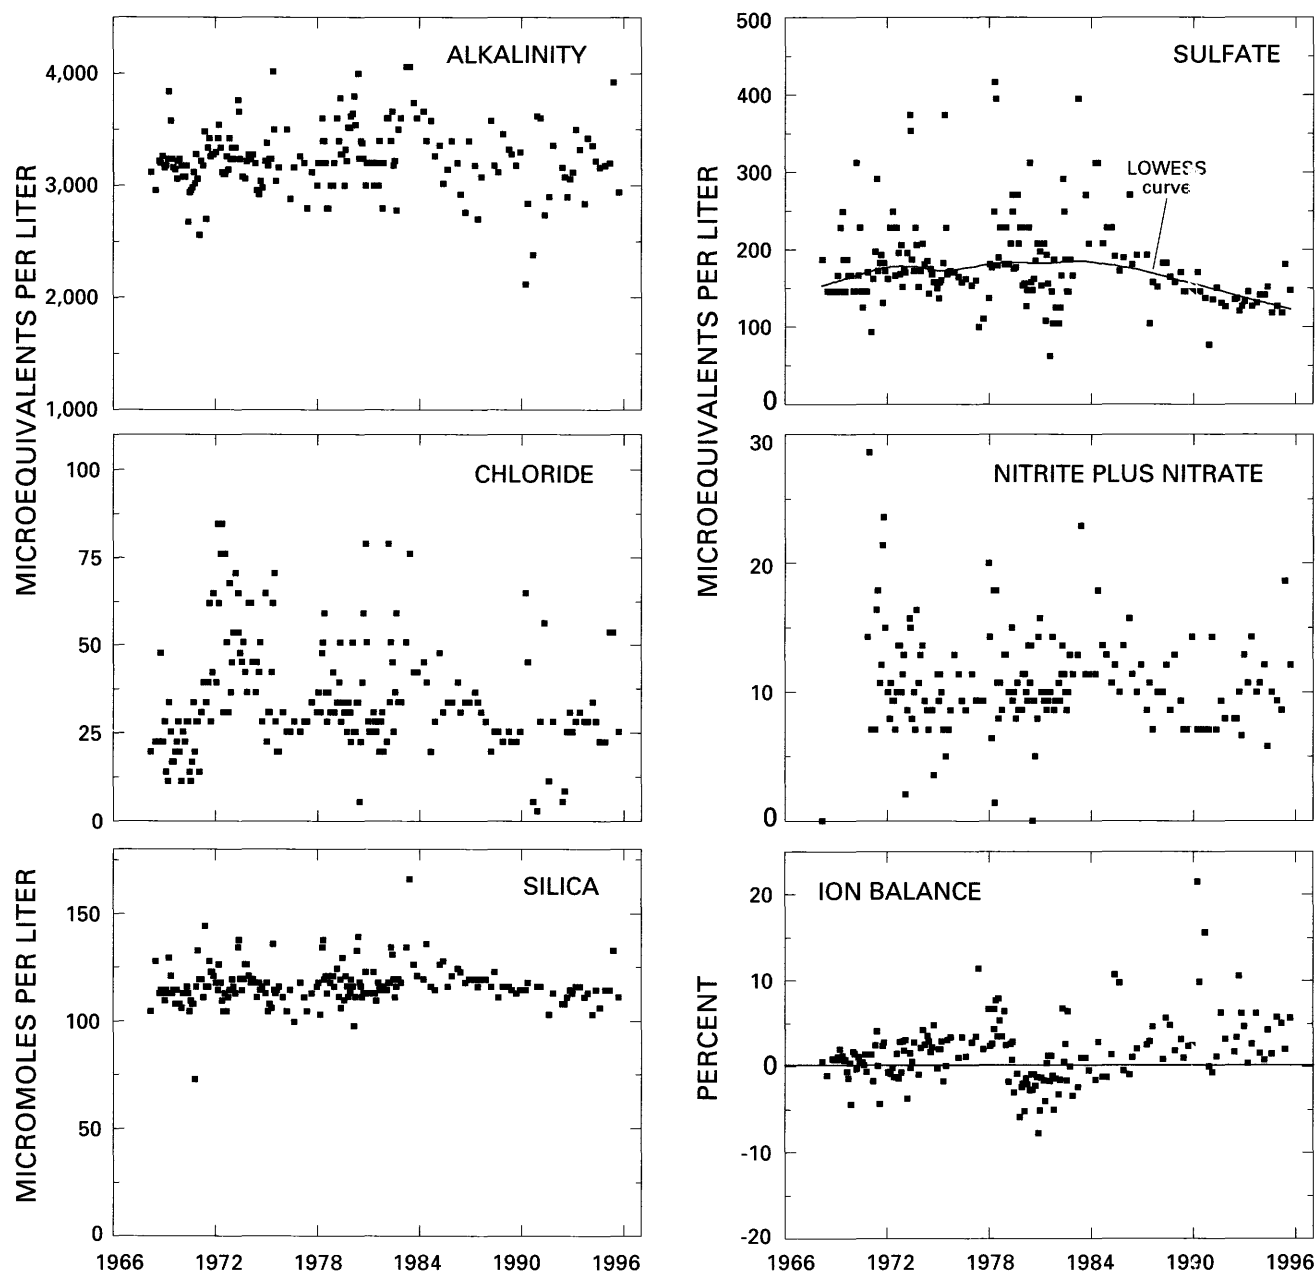 ALKALINITY
4,000
3,000
2,000
1,000
MICROEQUIVALENTS PER LITER
CHLORIDE
100
75
50
25
0
SILICA
150
100
50
0
MICROMOLES PER LITER
1966 1972 1978 1984 1990 1996
SULFATE
500
400
300
200
100
0
LOWESS
curve
MICROEQUIVALENTS PER LITER
NITRITE PLUS NITRATE
30
20
10
0
ION BALANCE
20
10
0
-10
-20
PERCENT
1966 1972 1978 1984 1990 1996